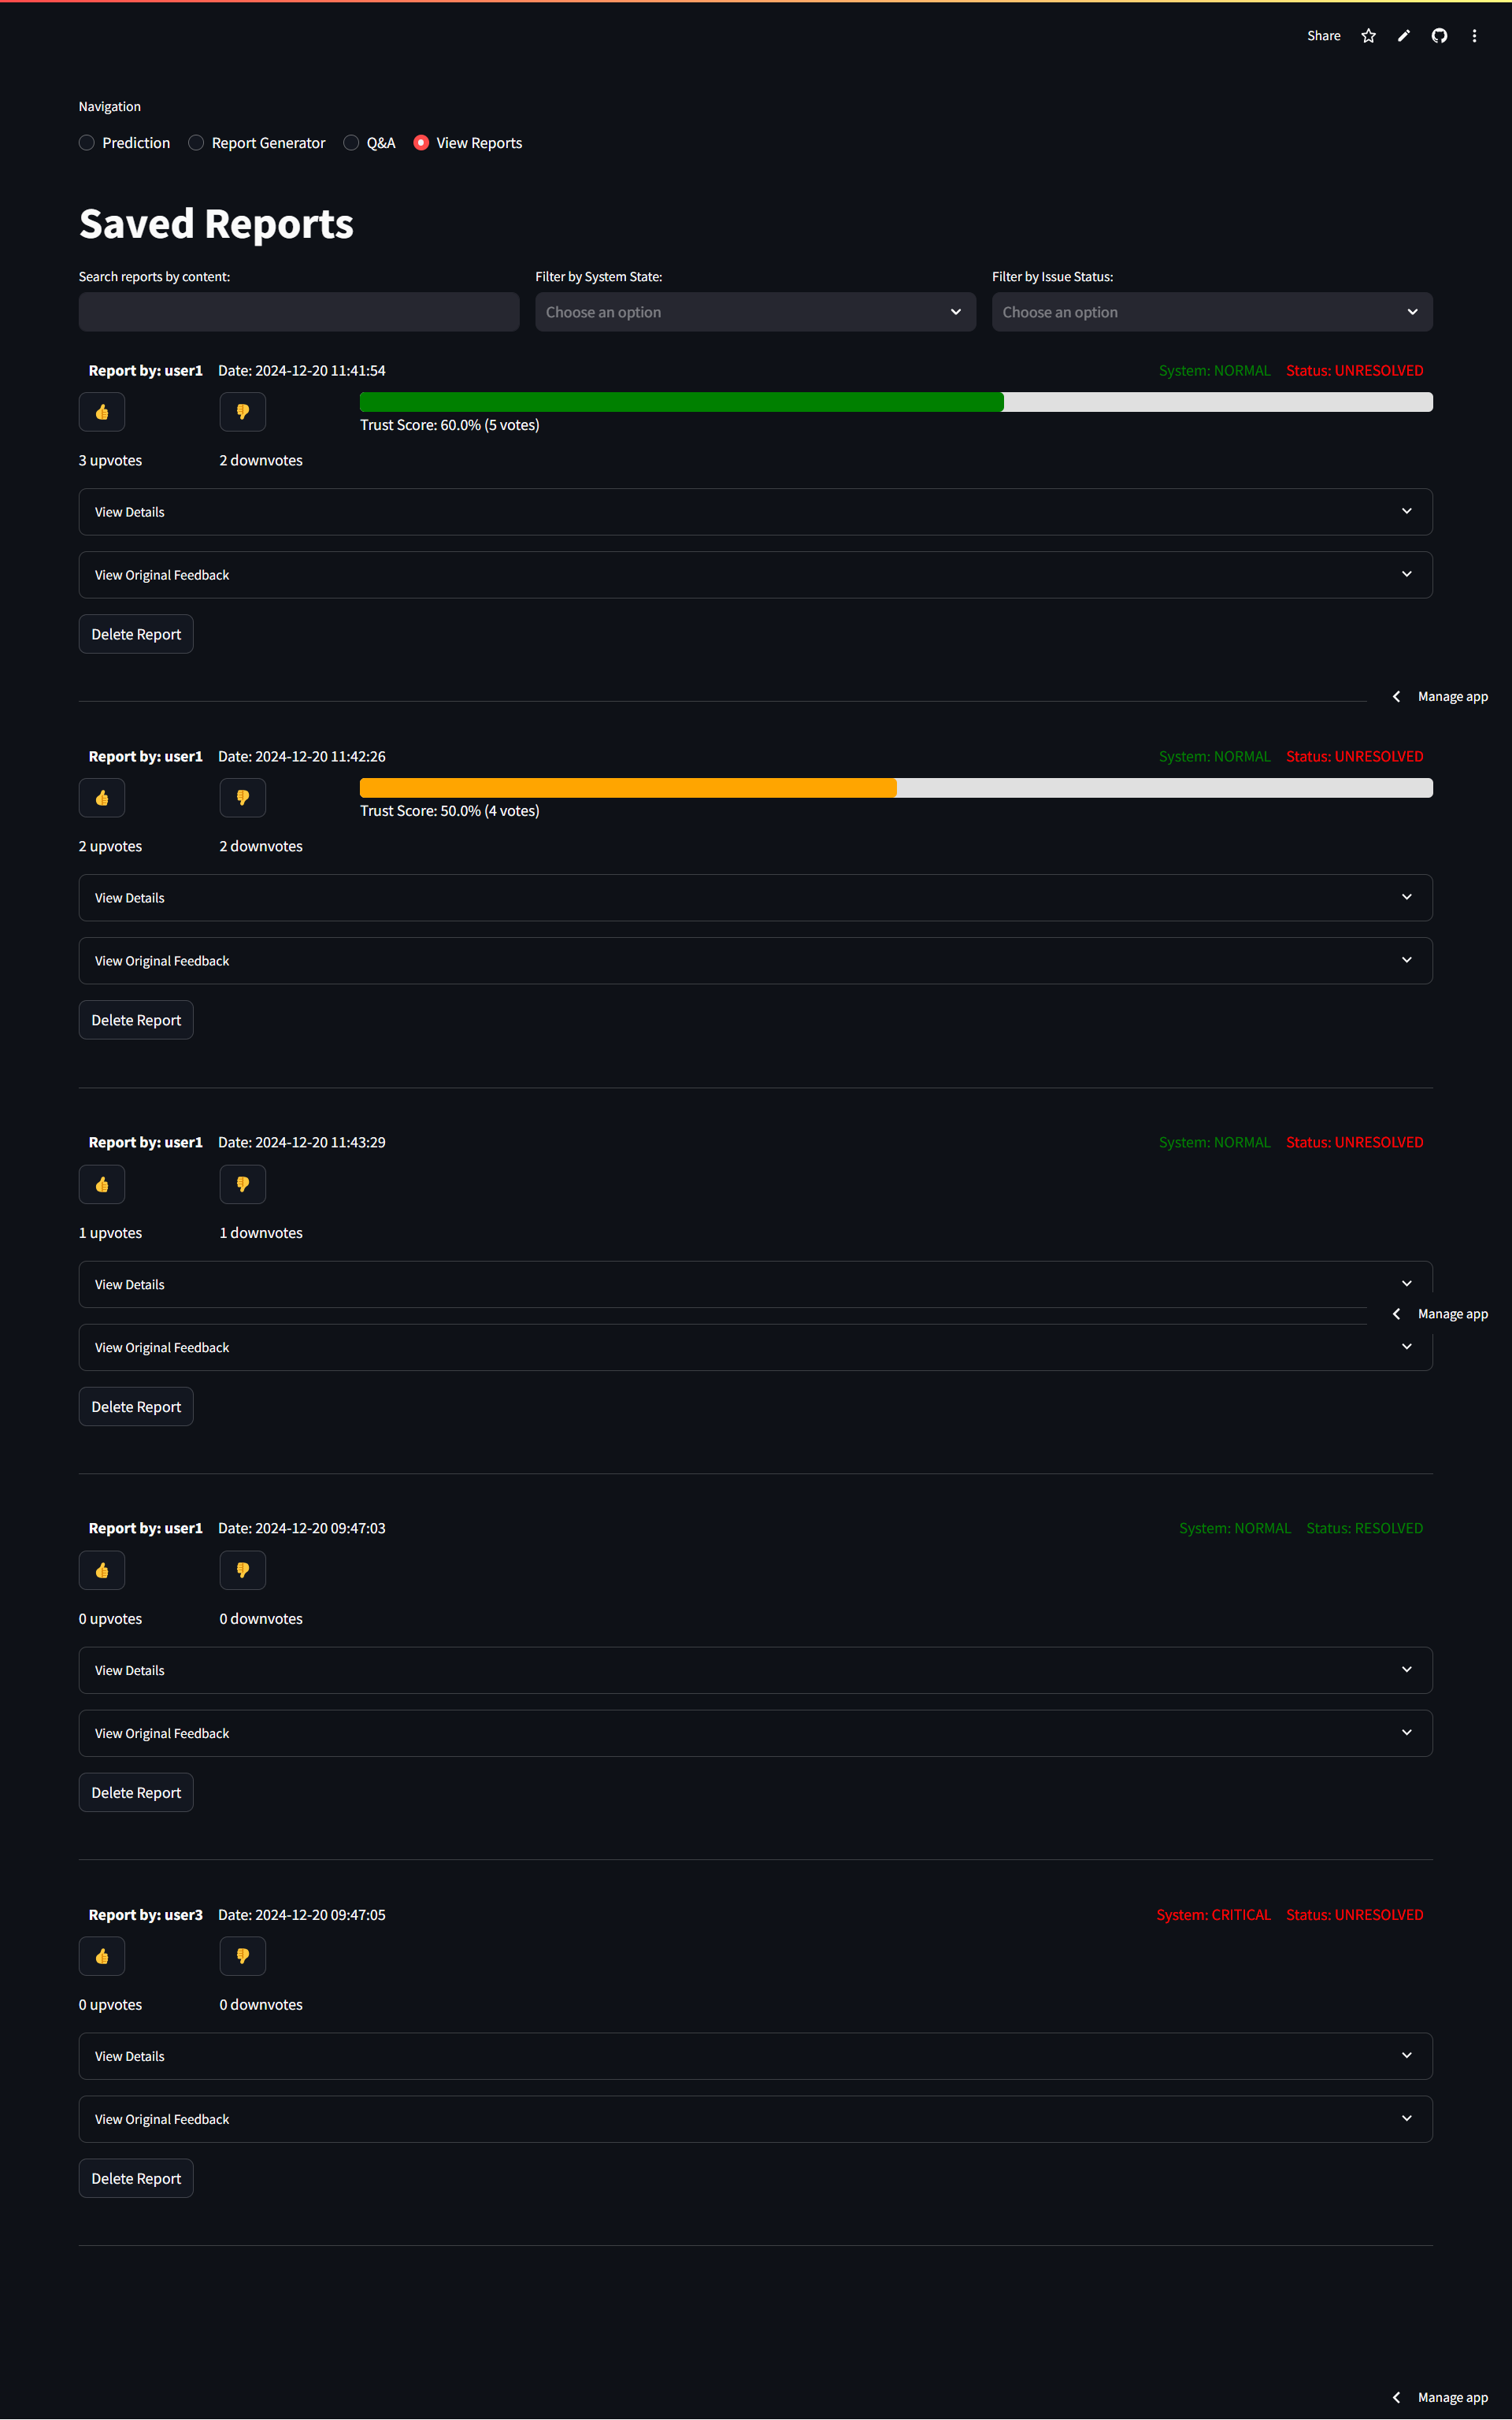 Share
Navigation
Prediction Report Generator Q&A View Reports
Saved Reports
Search reports by content: Filter by System State: Filter by Issue Status:
Choose an option Choose an option
Report by: user1 Date: 2024-12-20 11:41:54 System: NORMAL Status: UNRESOLVED
Trust Score: 60.0% (5 votes)
3 upvotes 2 downvotes
View Details
View Original Feedback
Delete Report
Manage app
Report by: user1 Date: 2024-12-20 11:42:26 System: NORMAL Status: UNRESOLVED
Trust Score: 50.0% (4 votes)
2 upvotes 2 downvotes
View Details
View Original Feedback
Delete Report
Report by: user1 Date: 2024-12-20 11:43:29 System: NORMAL Status: UNRESOLVED
1 upvotes 1 downvotes
View Details
Manage app
View Original Feedback
Delete Report
Report by: user1 Date: 2024-12-20 09:47:03 System: NORMAL Status: RESOLVED
0 upvotes 0 downvotes
View Details
View Original Feedback
Delete Report
Report by: user3 Date: 2024-12-20 09:47:05 System: CRITICAL Status: UNRESOLVED
0 upvotes 0 downvotes
View Details
View Original Feedback
Delete Report
Manage app